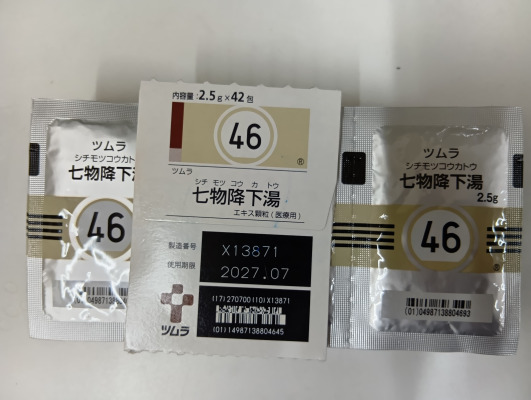 内容量：2.5g×42包
46
®
ツムラ
シチ モツ コウ カ トウ
七物降下湯
エキス顆粒（医療用）
製造番号 X13871
使用期限 2027.07
(17)270700(10)X13871
(01)14987138804645
ツムラ
ツムラ
シチモツコウカトウ
七物降下湯
46
(01)04987138804693
ツムラ
シチモツコウカトウ
七物降下湯
2.5g
46
®
(01)04987138804693